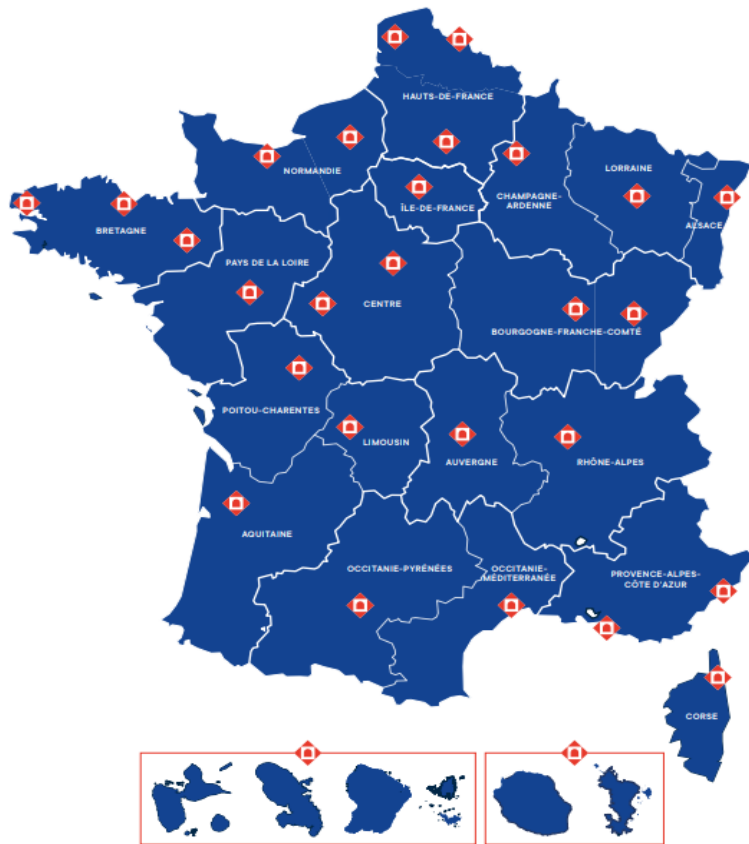 HAUTS-DE-FRANCE
NORMANDIE
LORRAINE
ÎLE-DE-FRANCE
CHAMPAGNE-
ARDENNE
ALSACE
BRETAGNE
PAYS DE LA LOIRE
CENTRE
BOURGOGNE-FRANCHE-COMTÉ
POITOU-CHARENTES
LIMOUSIN
AUVERGNE
RHÔNE-ALPES
AQUITAINE
OCCITANIE-PYRÉNÉES
OCCITANIE-
MÉDITERRANÉE
PROVENCE-ALPES-
CÔTE D'AZUR
CORSE